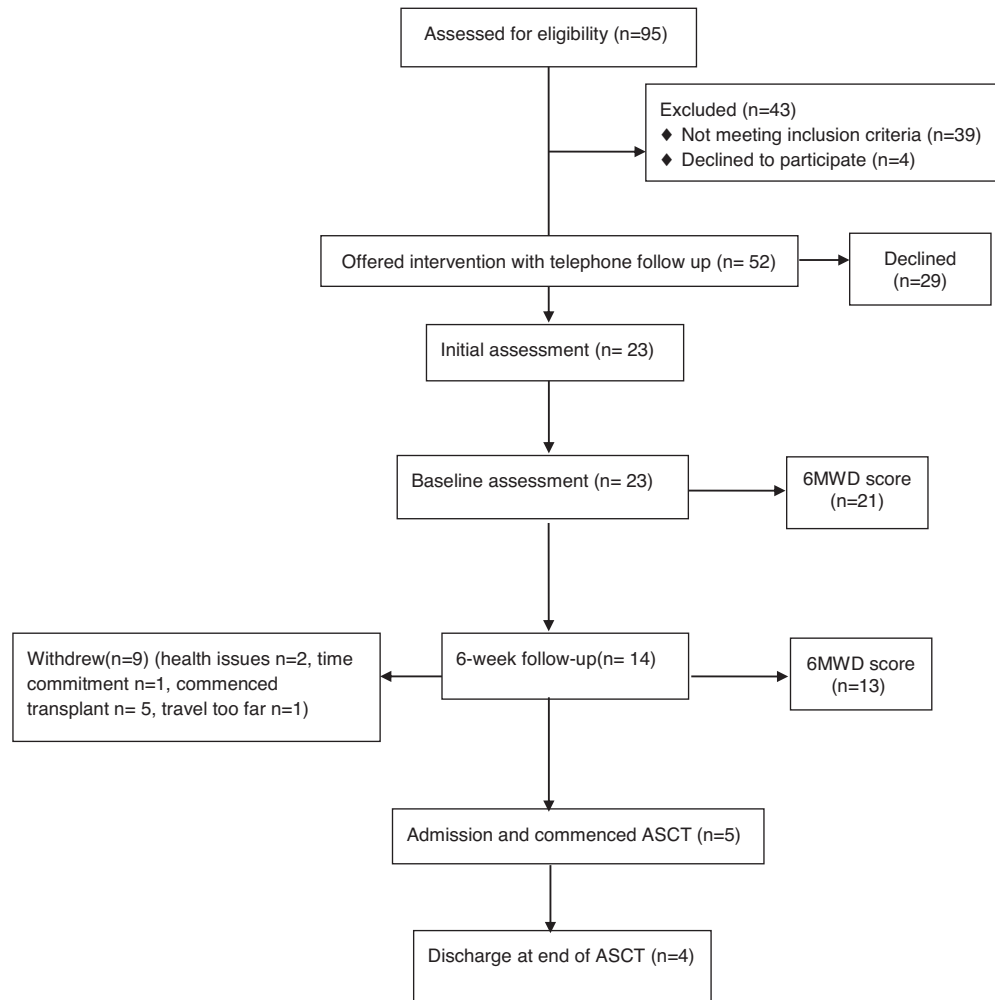 Assessed for eligibility (n=95)
Excluded (n=43)
♦ Not meeting inclusion criteria (n=39)
♦ Declined to participate (n=4)
Offered intervention with telephone follow up (n= 52)
Declined
(n=29)
Initial assessment (n= 23)
Baseline assessment (n= 23)
6MWD score
(n=21)
Withdrew(n=9) (health issues n=2, time
commitment n=1, commenced
transplant n= 5, travel too far n=1)
6-week follow-up(n= 14)
6MWD score
(n=13)
Admission and commenced ASCT (n=5)
Discharge at end of ASCT (n=4)